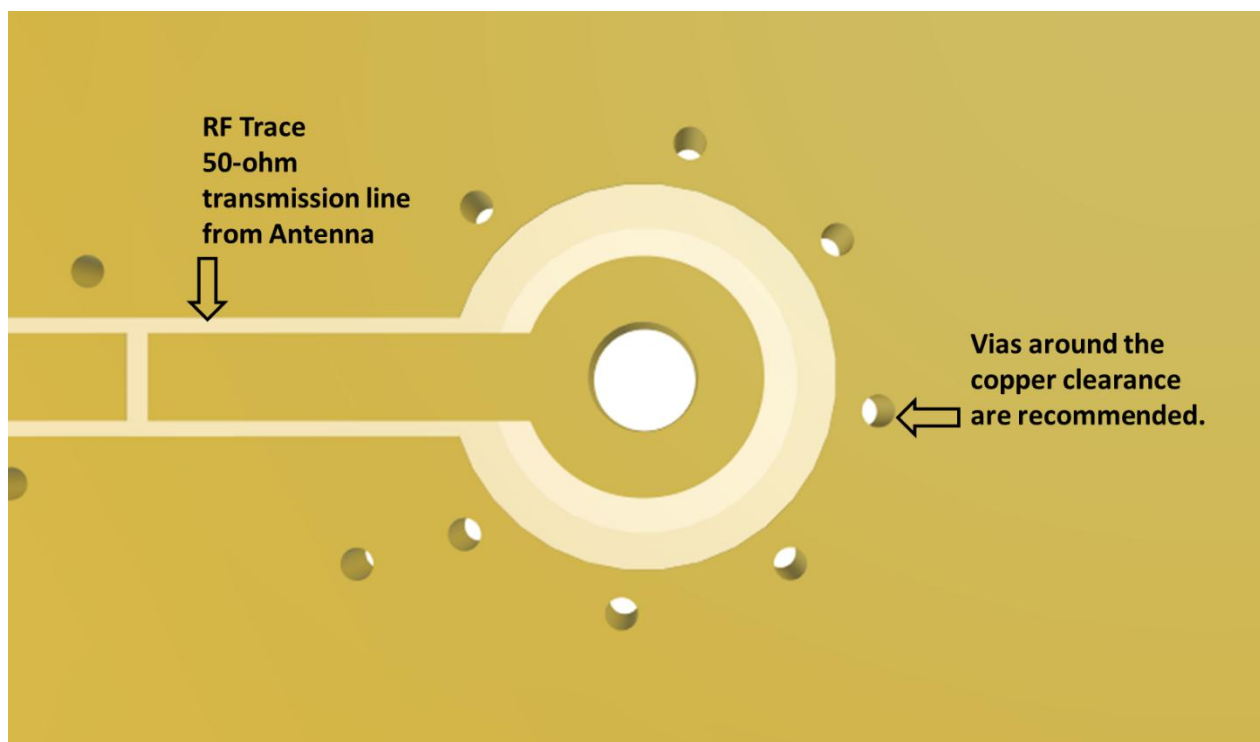 RF Trace
50-ohm
transmission line
from Antenna
Vias around the
copper clearance
are recommended.